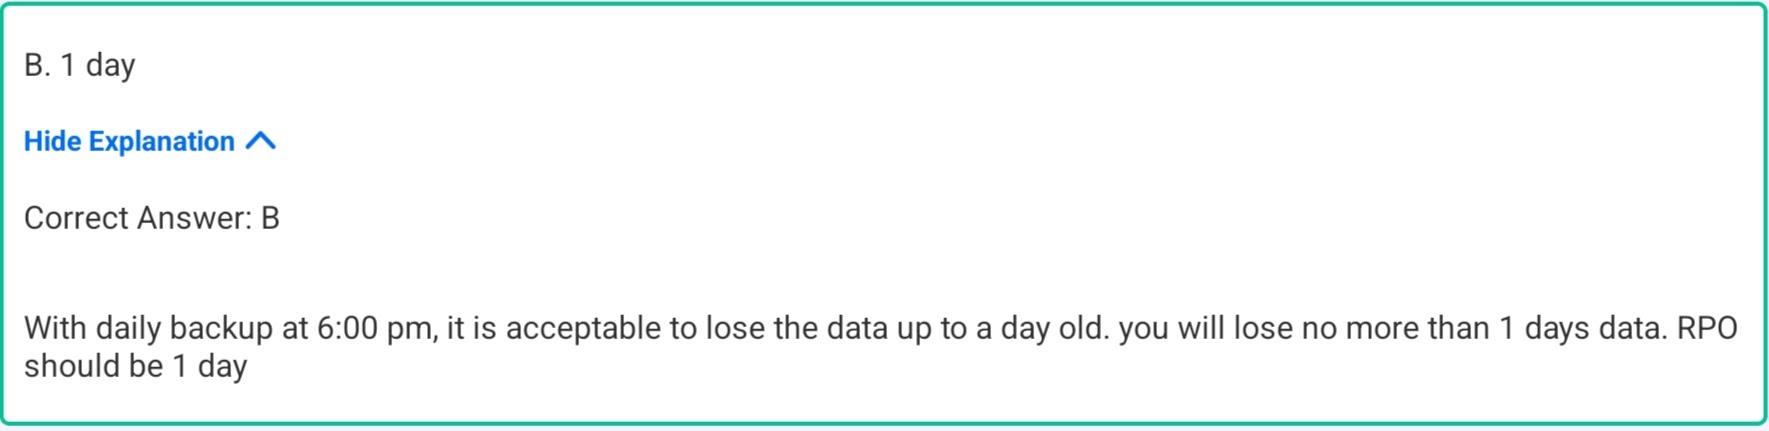 B. 1 day
Hide Explanation
Correct Answer: B
With daily backup at 6:00 pm, it is acceptable to lose the data up to a day old. you will lose no more than 1 days data. RPO
should be 1 day